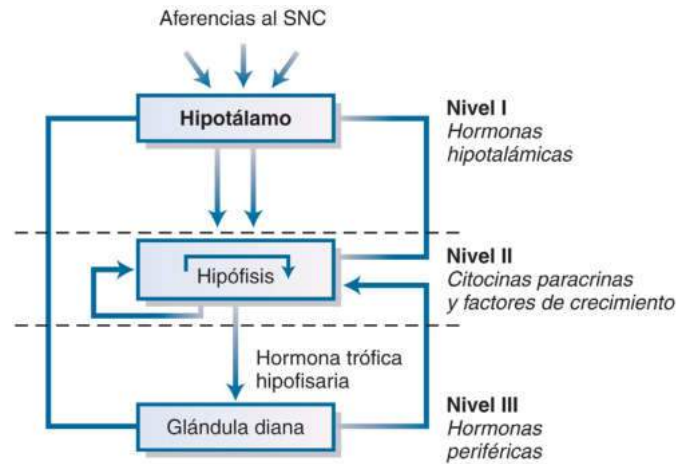 Aferencias al SNC
Hipotálamo
Nivel I
Hormonas
hipotalámicas
Hipófisis
Nivel II
Citocinas paracrinas
y factores de crecimiento
Hormona trófica
hipofisaria
Glándula diana
Nivel III
Hormonas
periféricas